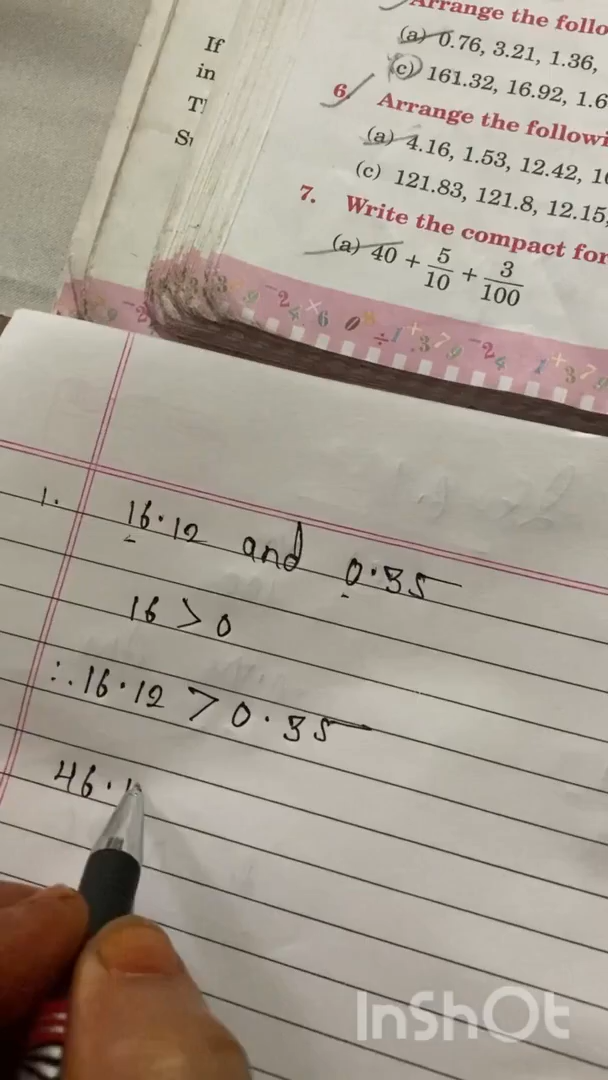 If
in
Arrange the follo
(a) 0.76, 3.21, 1.36,
(c) 161.32, 16.92, 1.6
6. Arrange the followi
(a) 4.16, 1.53, 12.42, 1
(c) 121.83, 121.8, 12.15,
7. Write the compact for
(a) 40 + 5/10 + 3/100
1. 16.12 and 0.35
16 > 0
∴ 16.12 > 0.35
46.1
InShOt